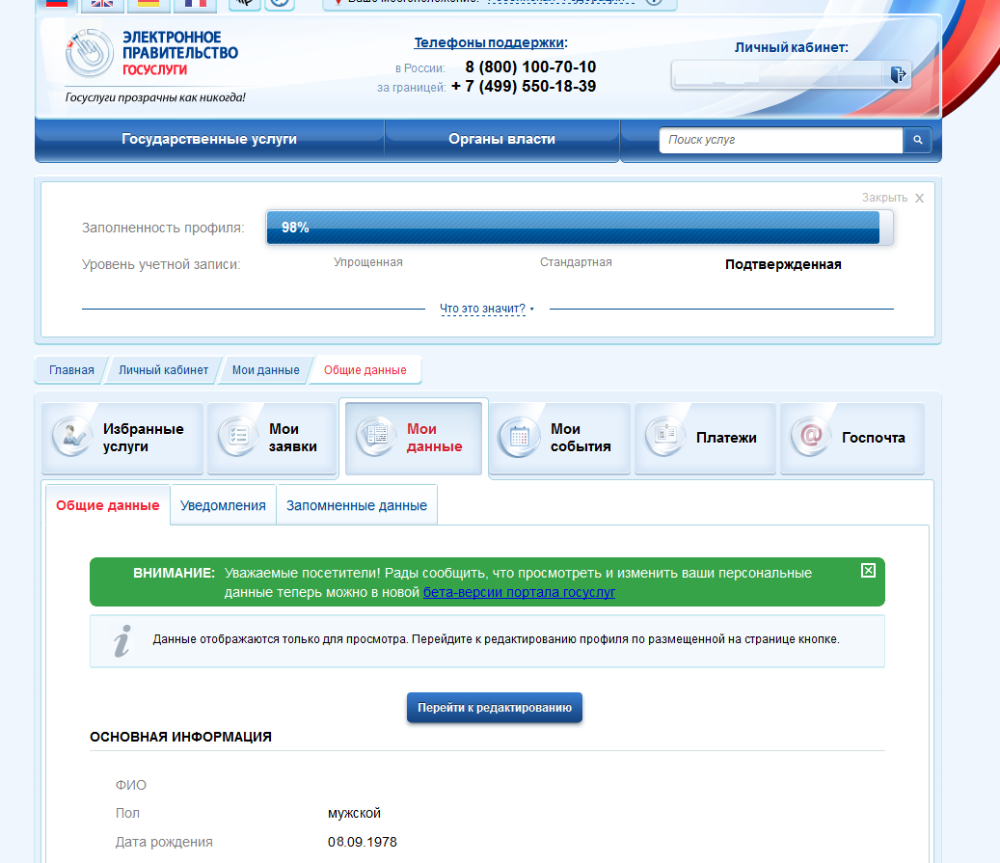 ЭЛЕКТРОННОЕ
ПРАВИТЕЛЬСТВО
ГОСУСЛУГИ
Госуслуги прозрачны как никогда!
Телефоны поддержки:
в России: 8 (800) 100-70-10
за границей: + 7 (499) 550-18-39
Личный кабинет:
Государственные услуги
Органы власти
Поиск услуг
Закрыть X
Заполненность профиля: 98%
Уровень учетной записи: Упрощенная Стандартная Подтвержденная
Что это значит?
Главная Личный кабинет Мои данные Общие данные
Избранные
услуги
Мои
заявки
Мои
данные
Мои
события
Платежи
Госпочта
Общие данные Уведомления Запомненные данные
ВНИМАНИЕ: Уважаемые посетители! Рады сообщить, что просмотреть и изменить ваши персональные
данные теперь можно в новой бета-версии портала госуслуг
Данные отображаются только для просмотра. Перейдите к редактированию профиля по размещенной на странице кнопке.
Перейти к редактированию
ОСНОВНАЯ ИНФОРМАЦИЯ
ФИО
Пол мужской
Дата рождения 08.09.1978